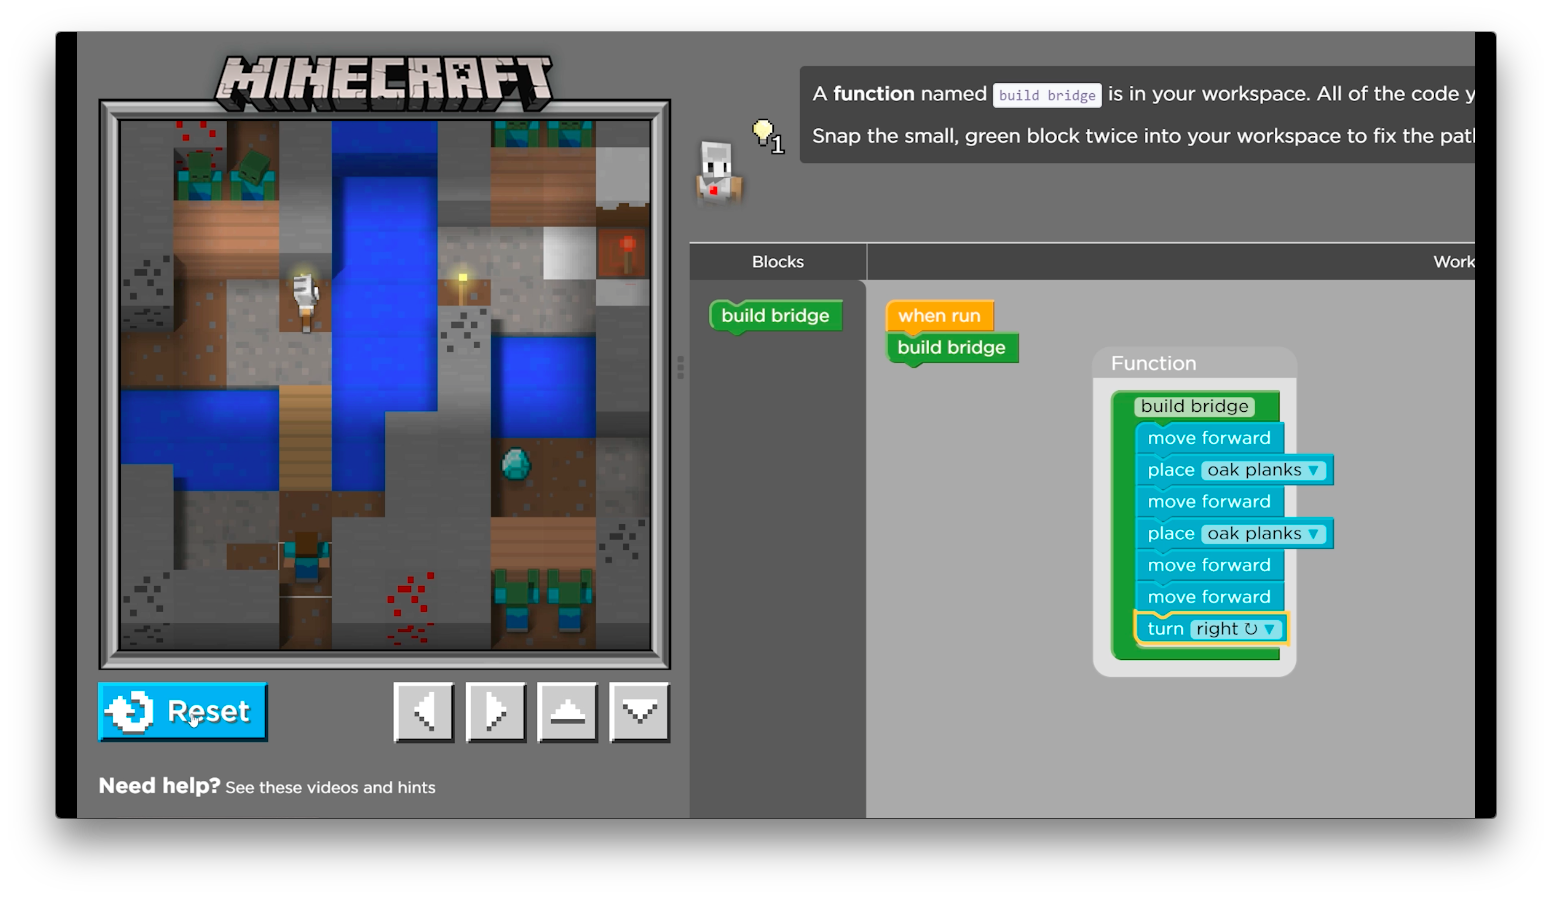 MINECRAFT
1
A function named build bridge is in your workspace. All of the code y
Snap the small, green block twice into your workspace to fix the pat
Blocks
Work
build bridge
when run
build bridge
Function
build bridge
move forward
place oak planks ▼
move forward
place oak planks ▼
move forward
move forward
turn right ↻ ▼
Reset
Need help? See these videos and hints